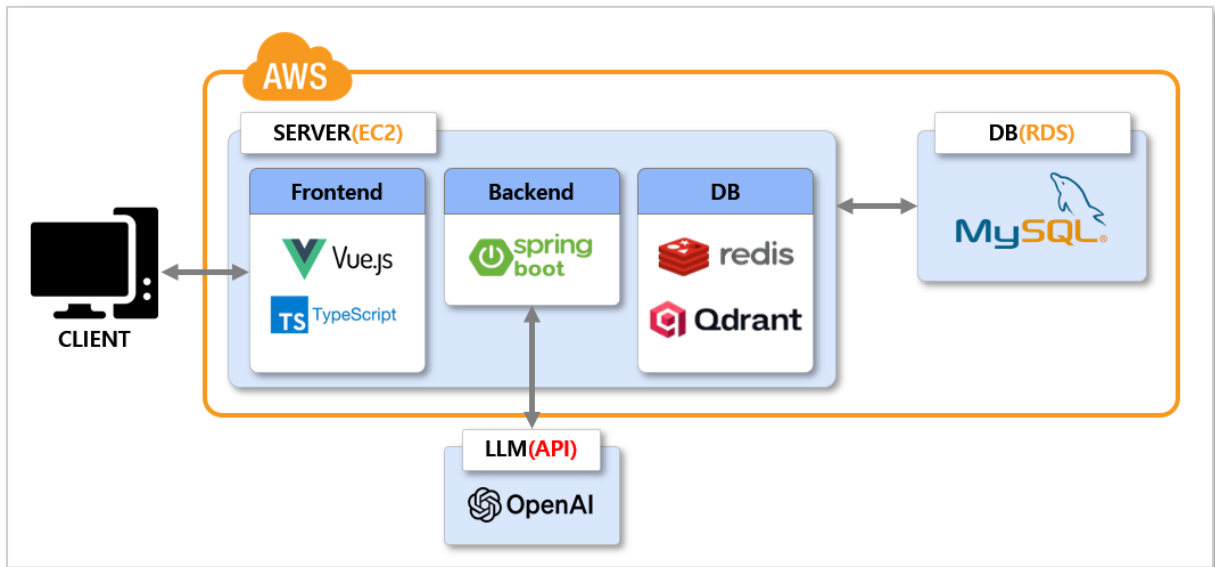 AWS
SERVER(EC2)
DB(RDS)
Frontend
Backend
DB
MySQL®
Vue.js
spring
boot
redis
TS TypeScript
Qdrant
CLIENT
LLM(API)
OpenAI